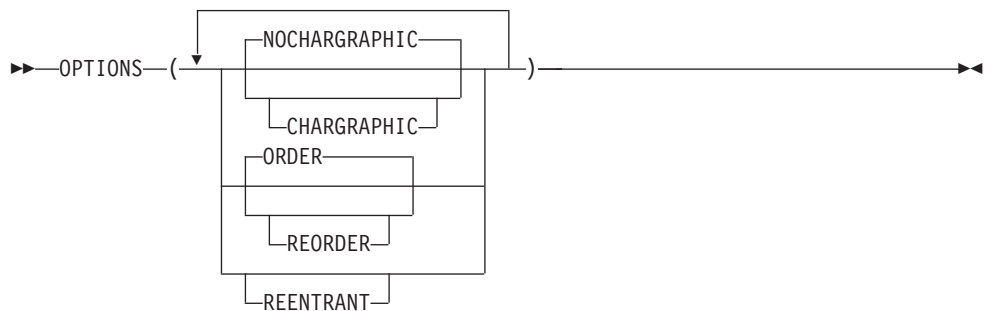 NOCHARGRAPHIC
OPTIONS ( )
CHARGRAPHIC
ORDER
REORDER
REENTRANT